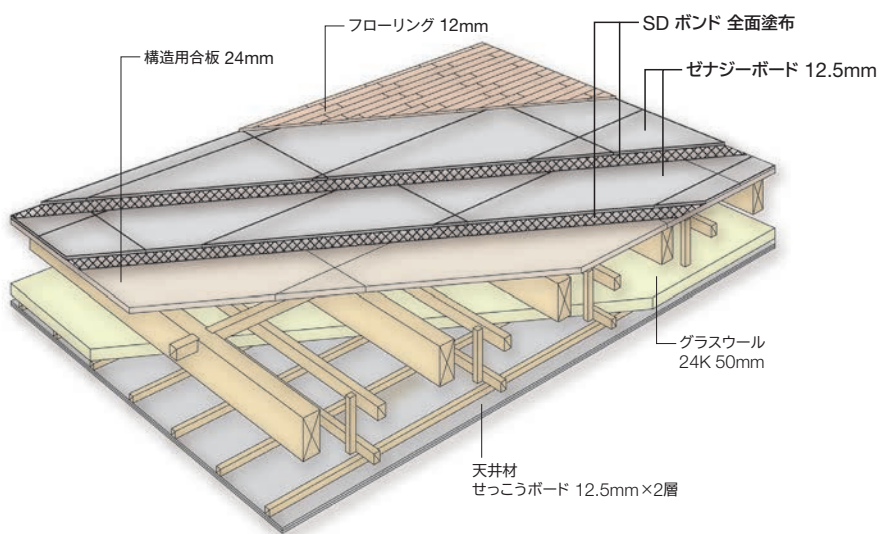 フローリング 12mm
SD ボンド 全面塗布
構造用合板 24mm
ゼナジーボード 12.5mm
グラスウール
24K 50mm
天井材
せっこうボード 12.5mm×2層